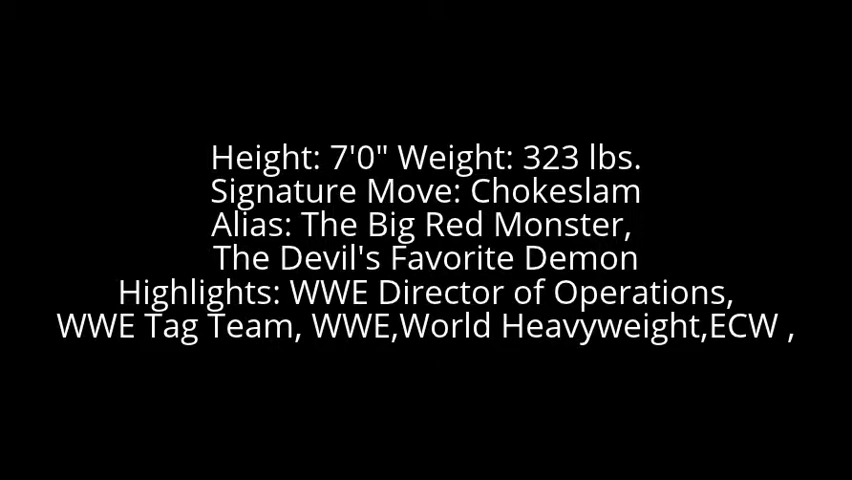 Height: 7'0" Weight: 323 lbs.
Signature Move: Chokeslam
Alias: The Big Red Monster,
The Devil's Favorite Demon
Highlights: WWE Director of Operations,
WWE Tag Team, WWE,World Heavyweight,ECW ,